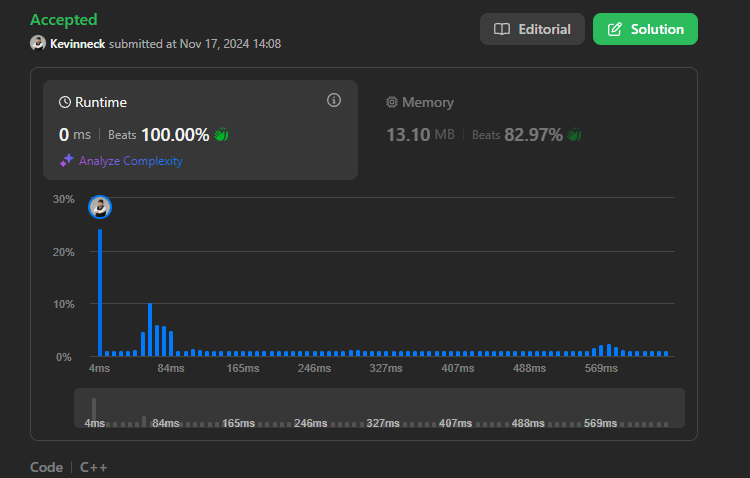 Accepted
Editorial
Solution
Kevinneck submitted at Nov 17, 2024 14:08
Runtime
Memory
0 ms | Beats 100.00%
13.10 MB | Beats 82.97%
Analyze Complexity
30%
20%
10%
0%
4ms 84ms 165ms 246ms 327ms 407ms 488ms 569ms
4ms 84ms 165ms 246ms 327ms 407ms 488ms 569ms
Code | C++